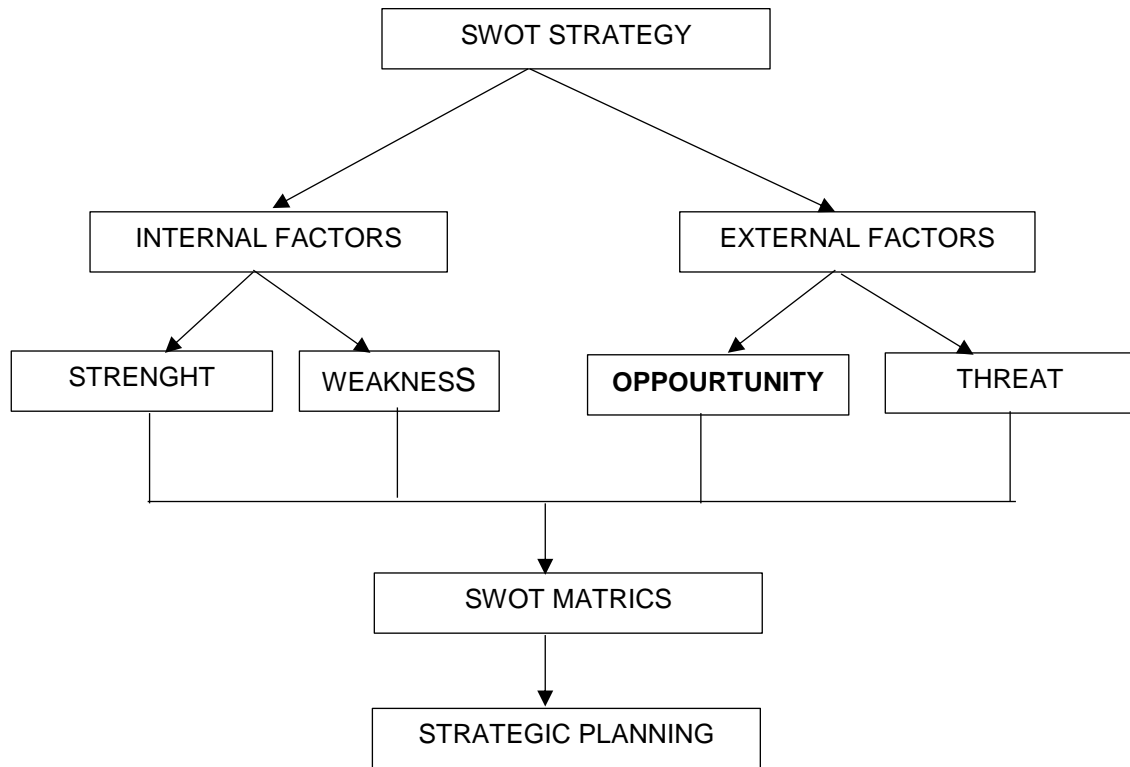 SWOT STRATEGY
INTERNAL FACTORS
EXTERNAL FACTORS
STRENGHT
WEAKNESS
OPPOURTUNITY
THREAT
SWOT MATRICS
STRATEGIC PLANNING